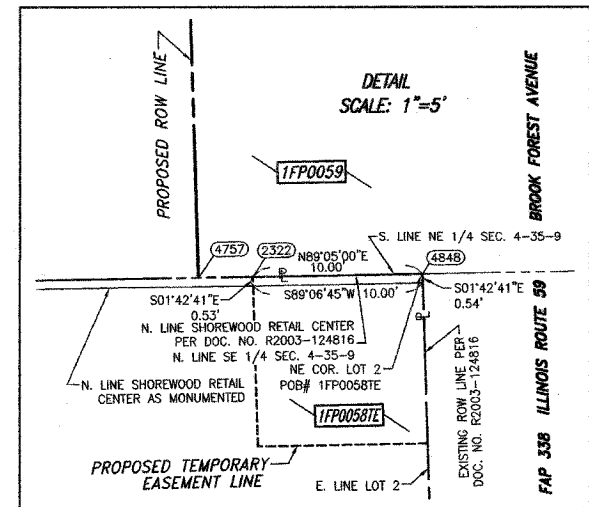 PROPOSED ROW LINE
DETAIL
SCALE: 1"=5'
BROOK FOREST AVENUE
1FP0059
4757
2322
N89°05'00"E
10.00'
S. LINE NE 1/4 SEC. 4-35-9
4848
S01°42'41"E
0.53'
S89°06'45"W 10.00'
S01°42'41"E
0.54'
N. LINE SHOREWOOD RETAIL CENTER
PER DOC. NO. R2003-124816
N. LINE SE 1/4 SEC. 4-35-9
NE COR. LOT 2
POB# 1FP0058TE
N. LINE SHOREWOOD RETAIL
CENTER AS MONUMENTED
1FP0058TE
PROPOSED TEMPORARY
EASEMENT LINE
E. LINE LOT 2
EXISTING ROW LINE PER
DOC. NO. R2003-124816
FAP 338 ILLINOIS ROUTE 59